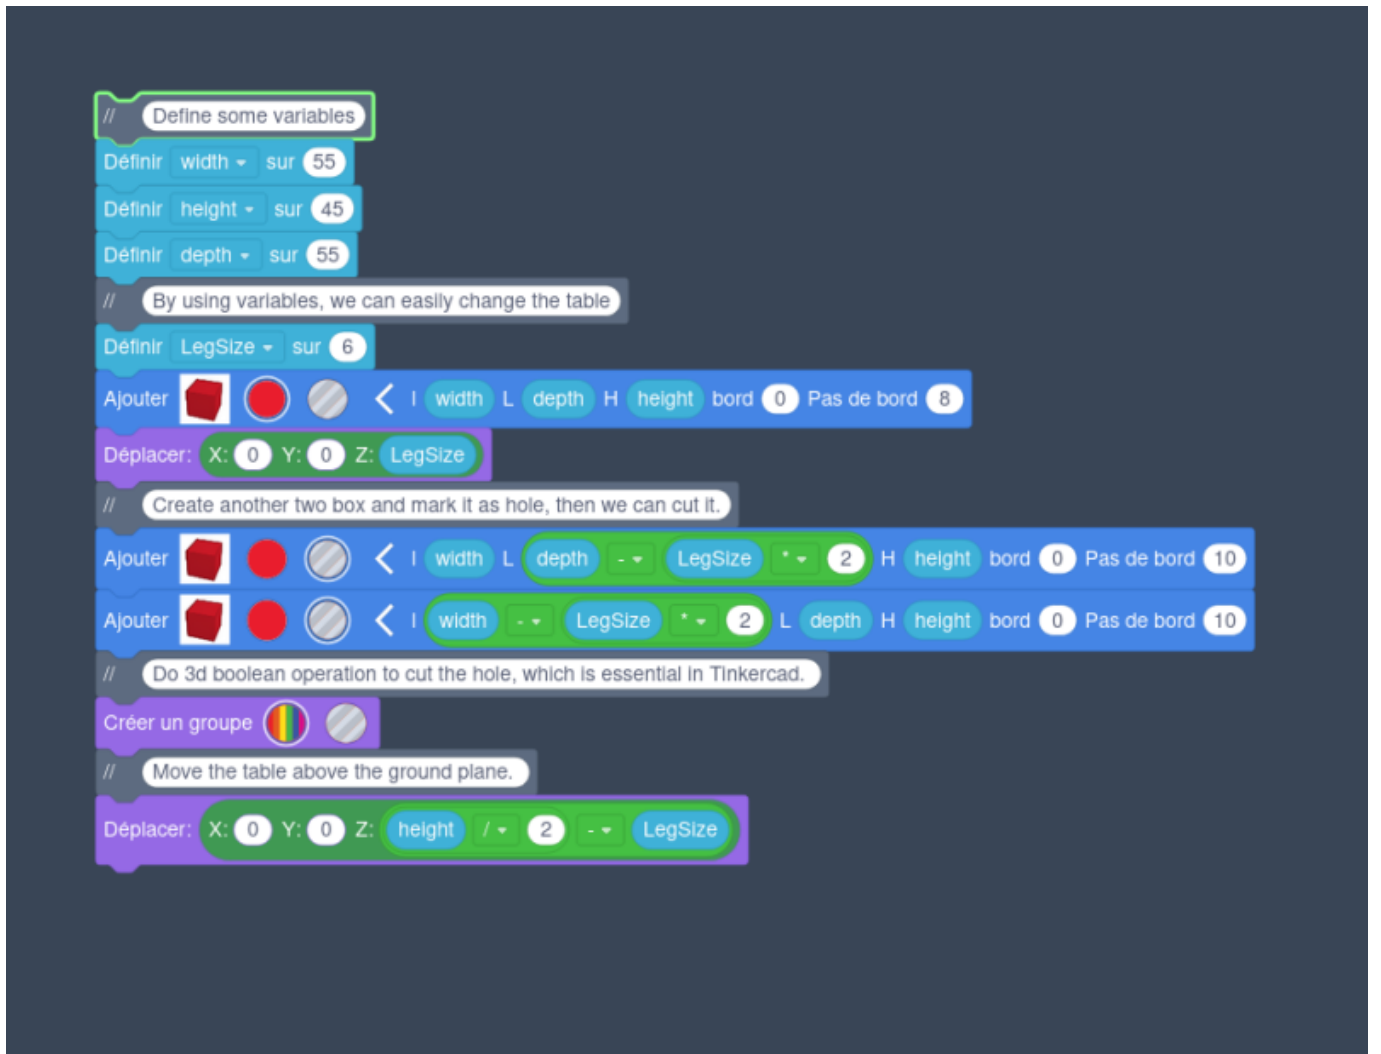 // Define some variables
Définir width sur 55
Définir height sur 45
Définir depth sur 55
// By using variables, we can easily change the table
Définir LegSize sur 6
Ajouter l width L depth H height bord 0 Pas de bord 8
Déplacer: X: 0 Y: 0 Z: LegSize
// Create another two box and mark it as hole, then we can cut it.
Ajouter l width L depth - LegSize * 2 H height bord 0 Pas de bord 10
Ajouter l width - LegSize * 2 L depth H height bord 0 Pas de bord 10
// Do 3d boolean operation to cut the hole, which is essential in Tinkercad.
Créer un groupe
// Move the table above the ground plane.
Déplacer: X: 0 Y: 0 Z: height / 2 - LegSize